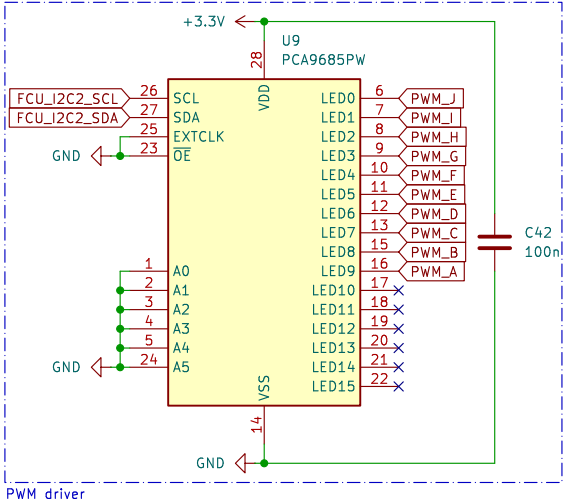 +3.3V
U9
PCA9685PW
28
VDD
FCU_I2C2_SCL 26 SCL LED0 6 PWM_J
FCU_I2C2_SDA 27 SDA LED1 7 PWM_I
25 EXTCLK LED2 8 PWM_H
GND 23 OE LED3 9 PWM_G
LED4 10 PWM_F
LED5 11 PWM_E
LED6 12 PWM_D
LED7 13 PWM_C
C42
LED8 15 PWM_B
100n
1 A0 LED9 16 PWM_A
2 A1 LED10 17
3 A2 LED11 18
4 A3 LED12 19
5 A4 LED13 20
GND 24 A5 LED14 21
LED15 22
VSS
14
GND
PWM driver